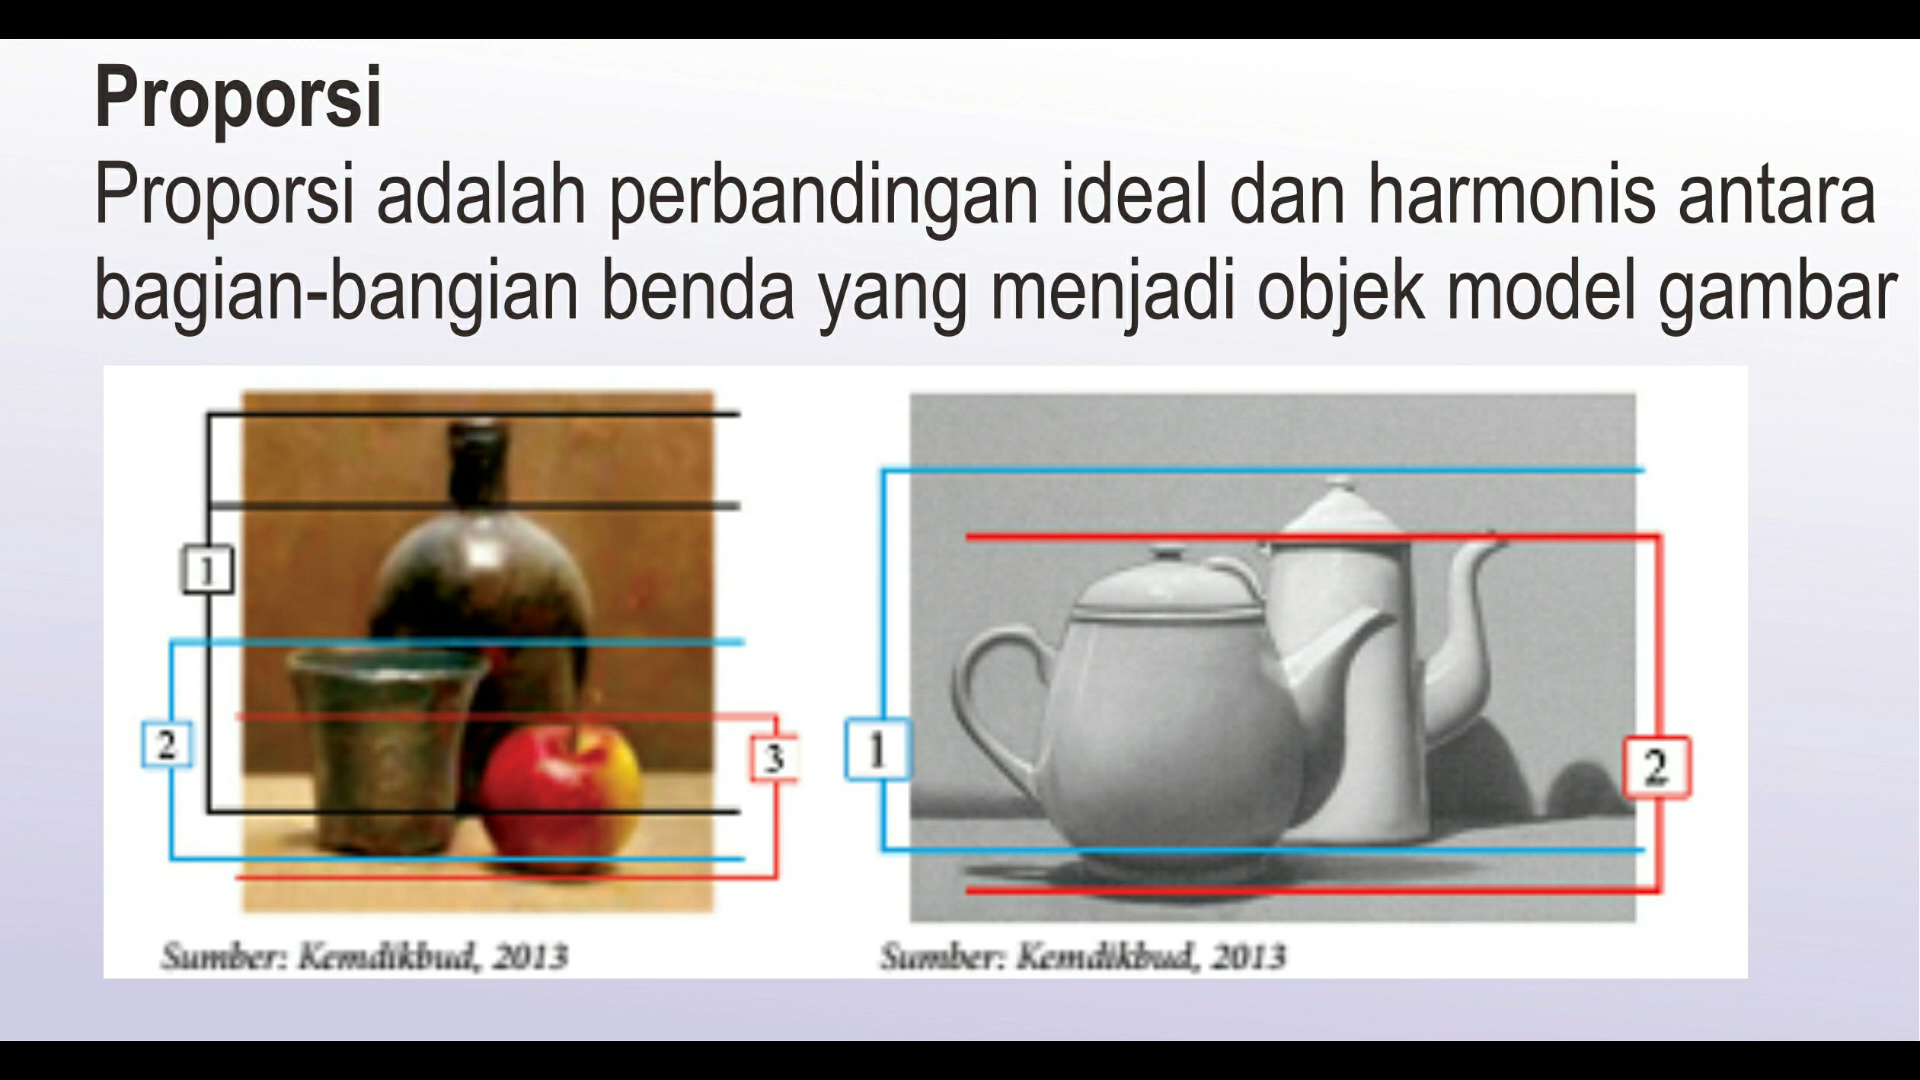 Proporsi
Proporsi adalah perbandingan ideal dan harmonis antara
bagian-bangian benda yang menjadi objek model gambar
1
2
3
Sumber: Kemdikbud, 2013
1
2
Sumber: Kemdikbud, 2013